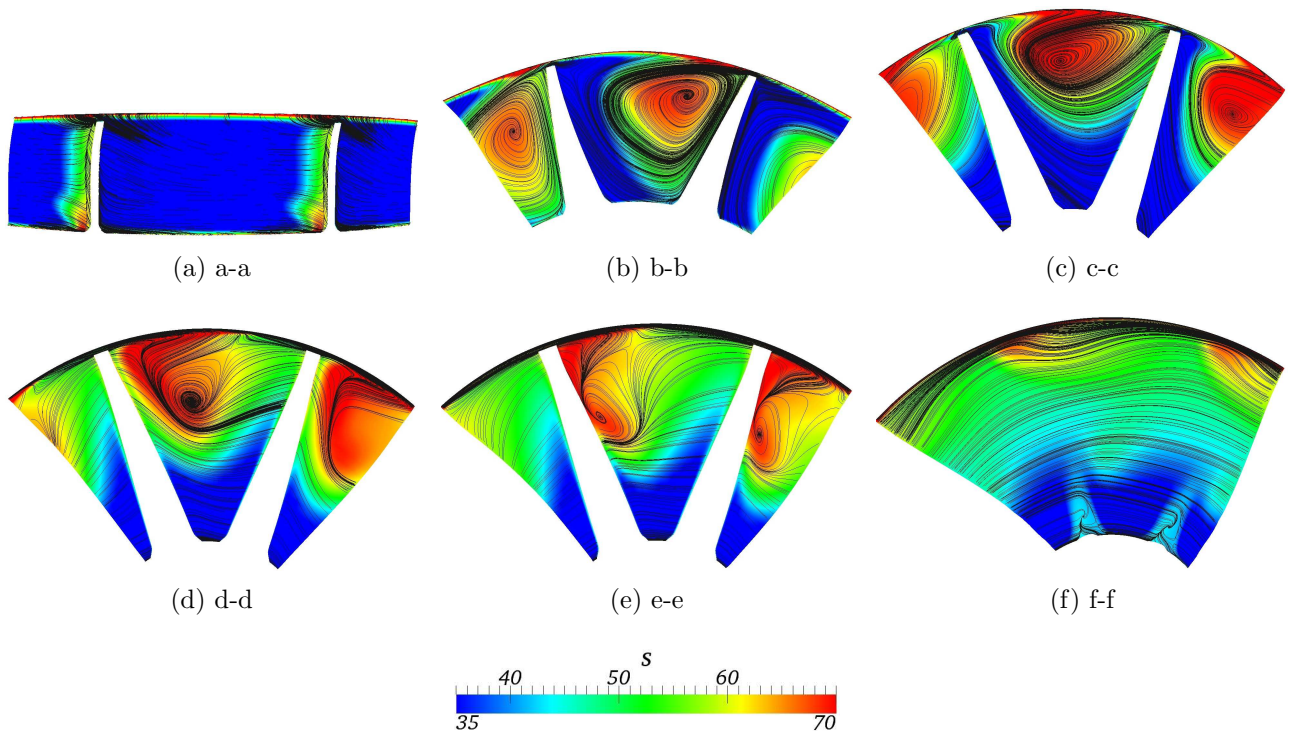 (a) a-a
(b) b-b
(c) c-c
(d) d-d
(e) e-e
(f) f-f
s
40 50 60
35 70